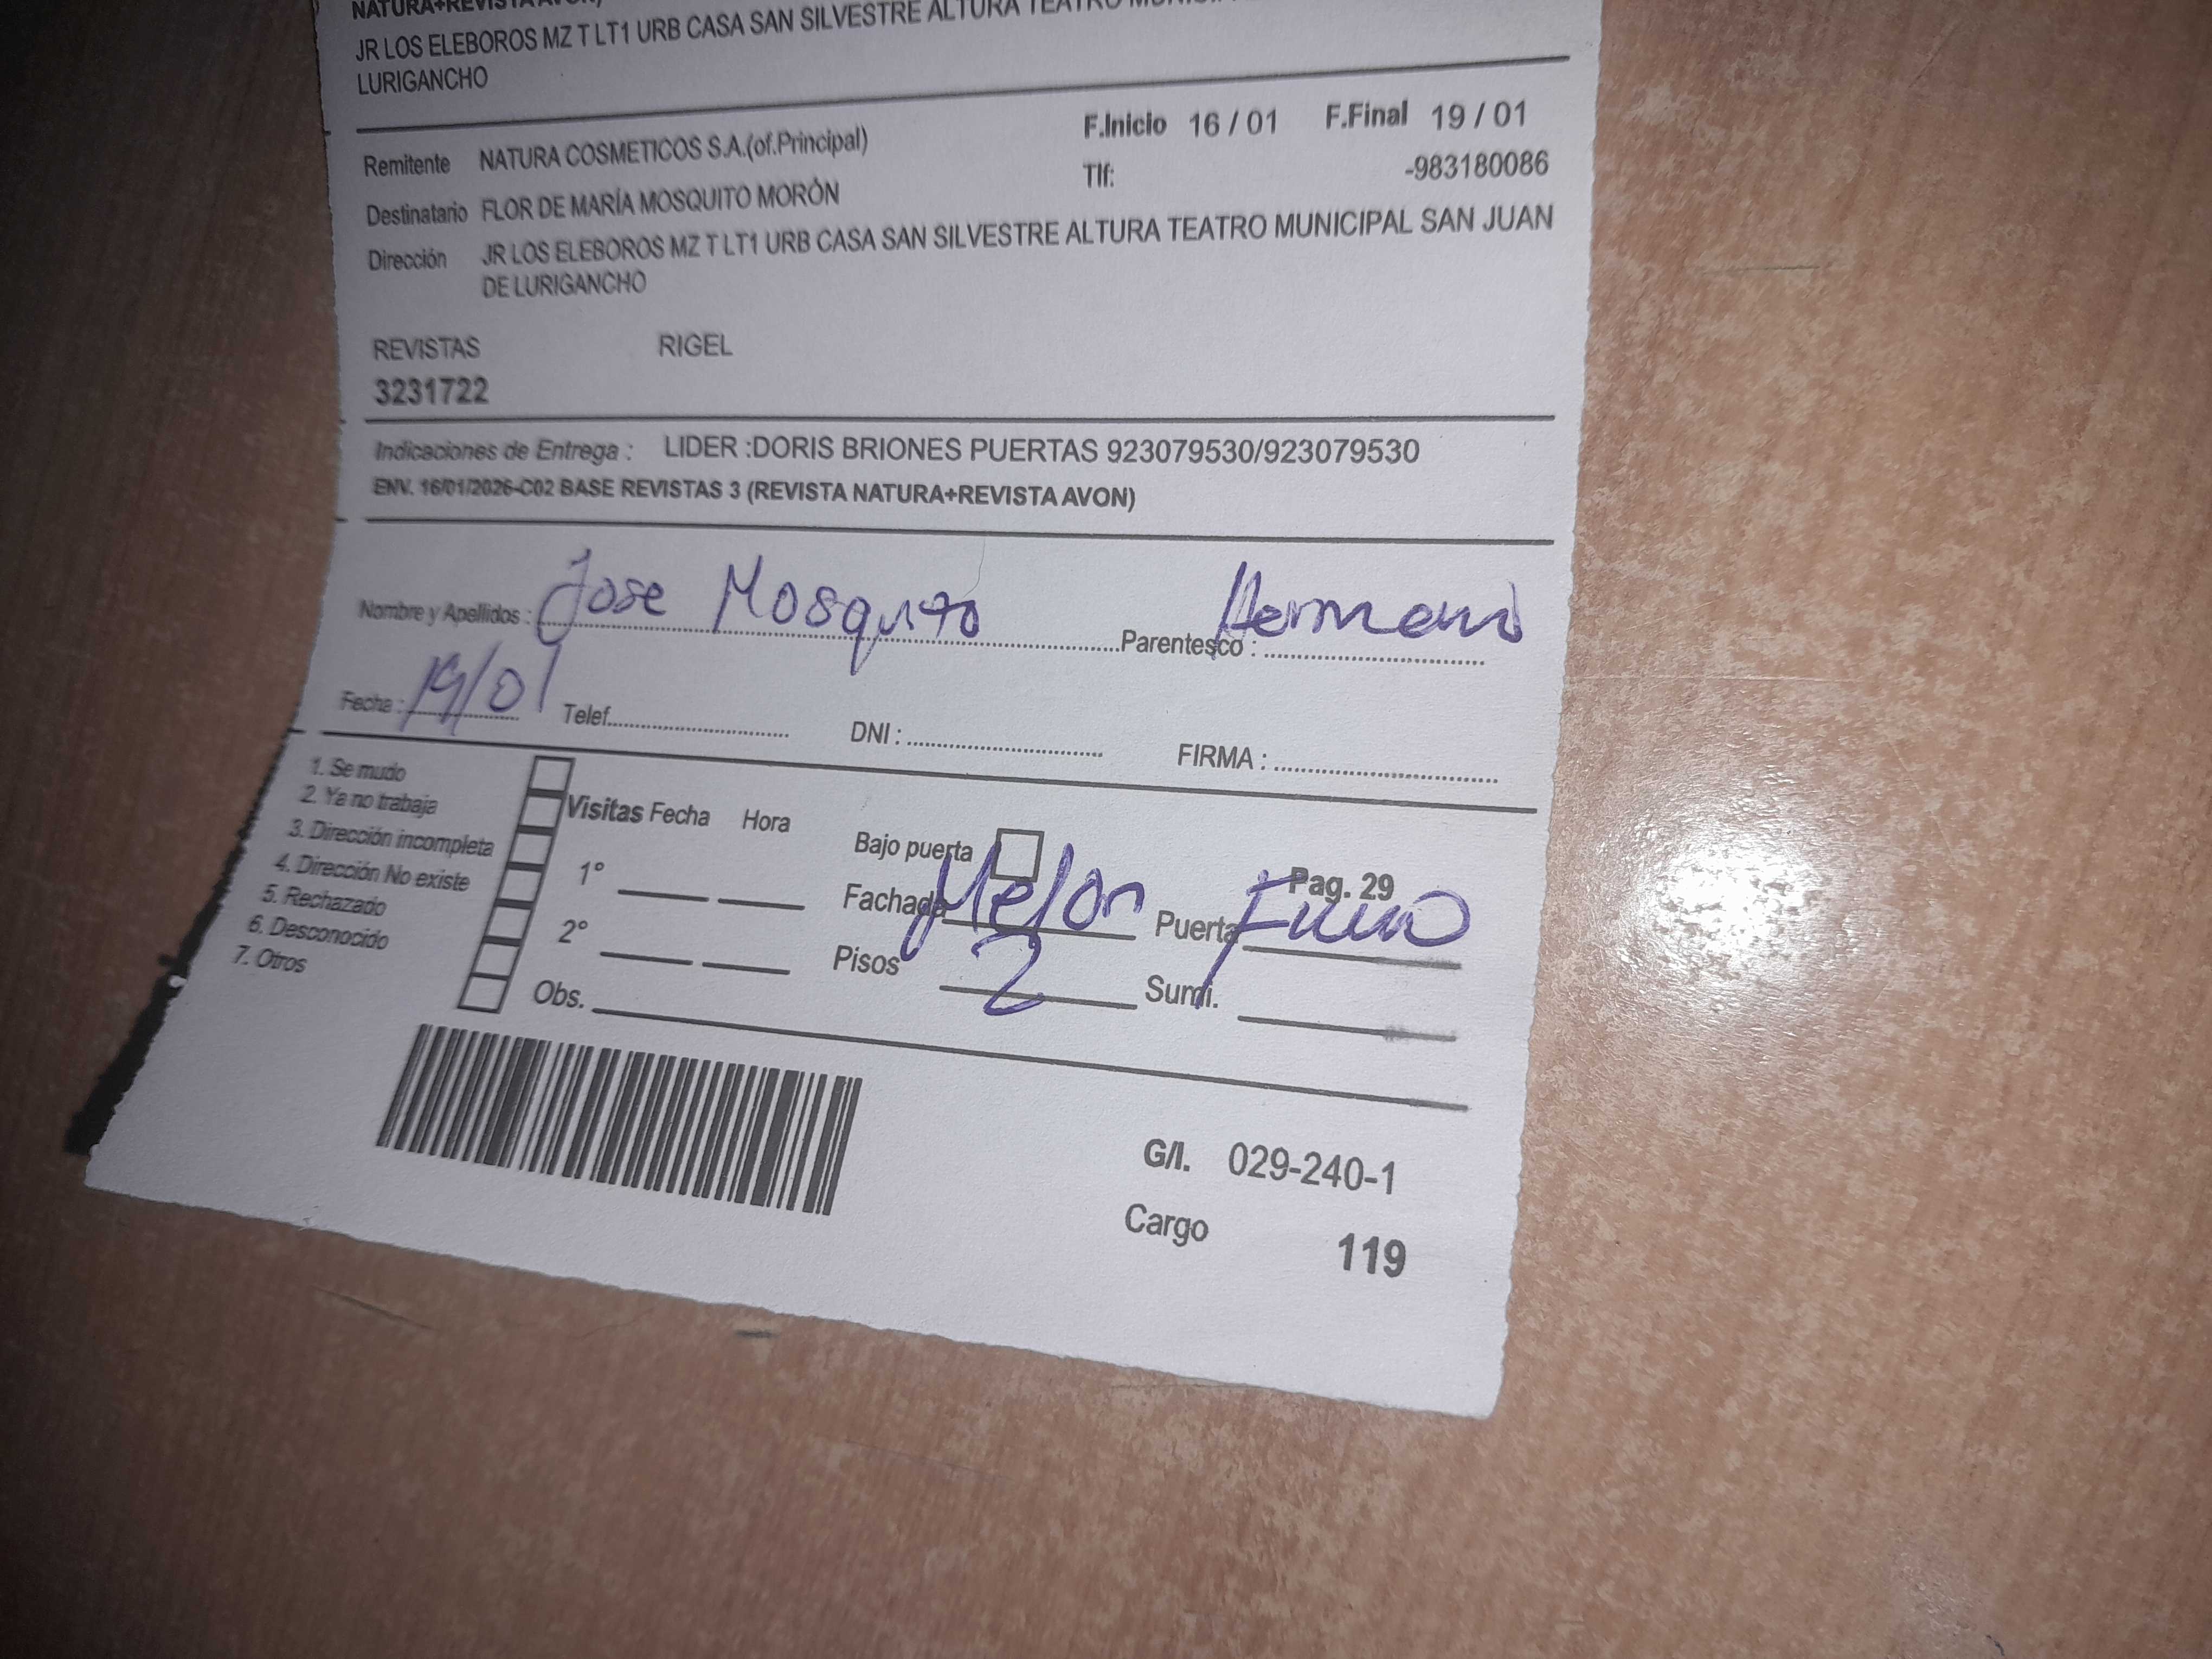 JR LOS ELEBOROS MZ T LT1 URB CASA SAN SILVESTRE ALTURA TEATRO
LURIGANCHO
F.Inicio 16 / 01 F.Final 19 / 01
Remitente NATURA COSMETICOS S.A.(of.Principal)
Tlf: -983180086
Destinatario FLOR DE MARÍA MOSQUITO MORÓN
Dirección JR LOS ELEBOROS MZ T LT1 URB CASA SAN SILVESTRE ALTURA TEATRO MUNICIPAL SAN JUAN
DE LURIGANCHO
REVISTAS RIGEL
3231722
Indicaciones de Entrega : LIDER :DORIS BRIONES PUERTAS 923079530/923079530
ENV. 16/01/2026-C02 BASE REVISTAS 3 (REVISTA NATURA+REVISTA AVON)
Nombre y Apellidos : Jose Mosquito Parentesco : Hermano
Fecha : 19/01 Telef. DNI : FIRMA :
1. Se mudo
2. Ya no trabaja
3. Dirección incompleta
4. Dirección No existe
5. Rechazado
6. Desconocido
7. Otros
Visitas Fecha Hora
1°
2°
Obs.
Bajo puerta
Pag. 29
Fachada Melon Puerta
Pisos 2 Sumi.
G/I. 029-240-1
Cargo 119